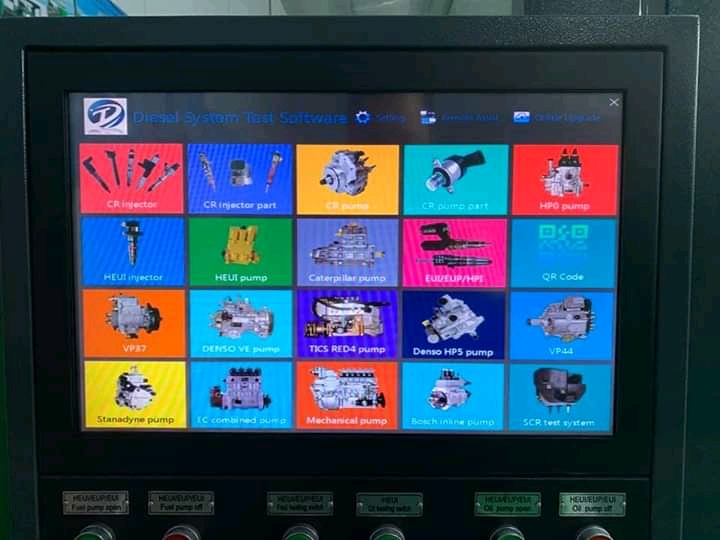 Diesel System Test Software
Setting
Remote Assist
Online Upgrade
CR injector
CR injector part
CR pump
CR pump part
HP0 pump
HEUI injector
HEUI pump
Caterpillar pump
EUI/EUP/HPI
QR Code
VP37
DENSO VE pump
TICS RED4 pump
Denso HP5 pump
VP44
Stanadyne pump
EC combined pump
Mechanical pump
Bosch inline pump
SCR test system
HEUI/EUP/EUI
Fuel pump open
HEUI/EUP/EUI
Fuel pump off
HEUI/EUP/EUI
Fuel testing switch
HEUI
Oil testing switch
HEUI/EUP/EUI
Oil pump open
HEUI/EUP/EUI
Oil pump off